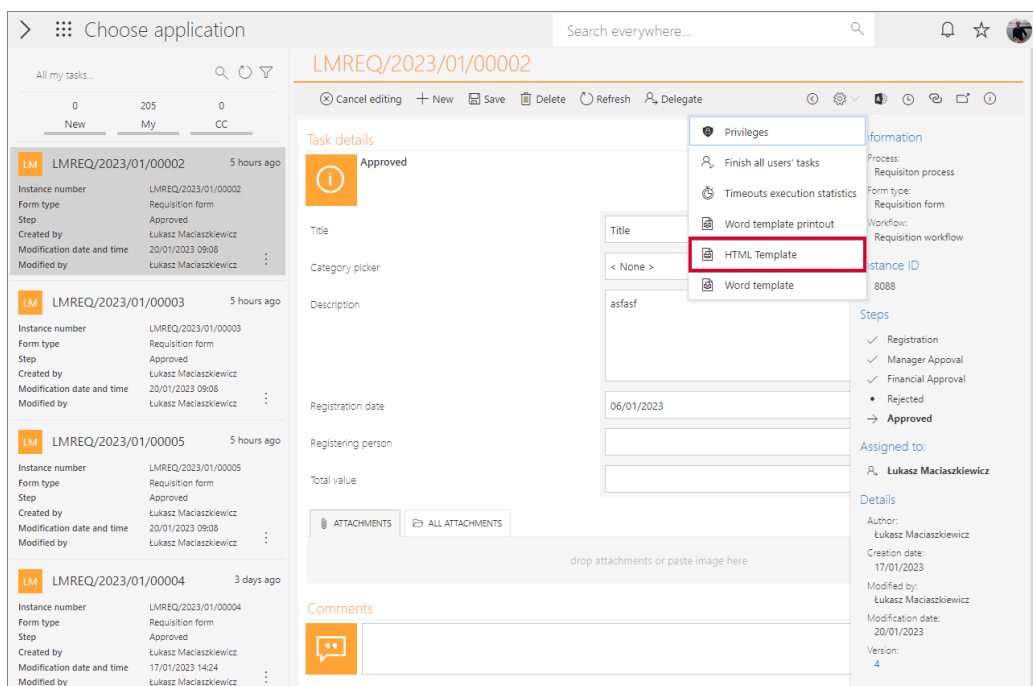 Choose application
Search everywhere...
All my tasks...
0 205 0
New My CC
LM LMREQ/2023/01/00002 5 hours ago
Instance number LMREQ/2023/01/00002
Form type Requisition form
Step Approved
Created by Łukasz Maciaszkiewicz
Modification date and time 20/01/2023 09:08
Modified by Łukasz Maciaszkiewicz
LM LMREQ/2023/01/00003 5 hours ago
Instance number LMREQ/2023/01/00003
Form type Requisition form
Step Approved
Created by Łukasz Maciaszkiewicz
Modification date and time 20/01/2023 09:08
Modified by Łukasz Maciaszkiewicz
LM LMREQ/2023/01/00005 5 hours ago
Instance number LMREQ/2023/01/00005
Form type Requisition form
Step Approved
Created by Łukasz Maciaszkiewicz
Modification date and time 20/01/2023 09:08
Modified by Łukasz Maciaszkiewicz
LM LMREQ/2023/01/00004 3 days ago
Instance number LMREQ/2023/01/00004
Form type Requisition form
Step Approved
Created by Łukasz Maciaszkiewicz
Modification date and time 17/01/2023 14:24
Modified by Łukasz Maciaszkiewicz
LMREQ/2023/01/00002
Cancel editing New Save Delete Refresh Delegate
Task details
Approved
Title Title
Category picker < None >
Description asfasf
Registration date 06/01/2023
Registering person
Total value
ATTACHMENTS ALL ATTACHMENTS
drop attachments or paste image here
Comments
Privileges
Finish all users' tasks
Timeouts execution statistics
Word template printout
HTML Template
Word template
nformation
Process:
Requisiton process
Form type:
Requisition form
Workflow:
Requisition workflow
nstance ID
8088
Steps
Registration
Manager Appoval
Financial Approval
Rejected
Approved
Assigned to:
Łukasz Maciaszkiewicz
Details
Author:
Łukasz Maciaszkiewicz
Creation date:
17/01/2023
Modified by:
Łukasz Maciaszkiewicz
Modification date:
20/01/2023
Version:
4